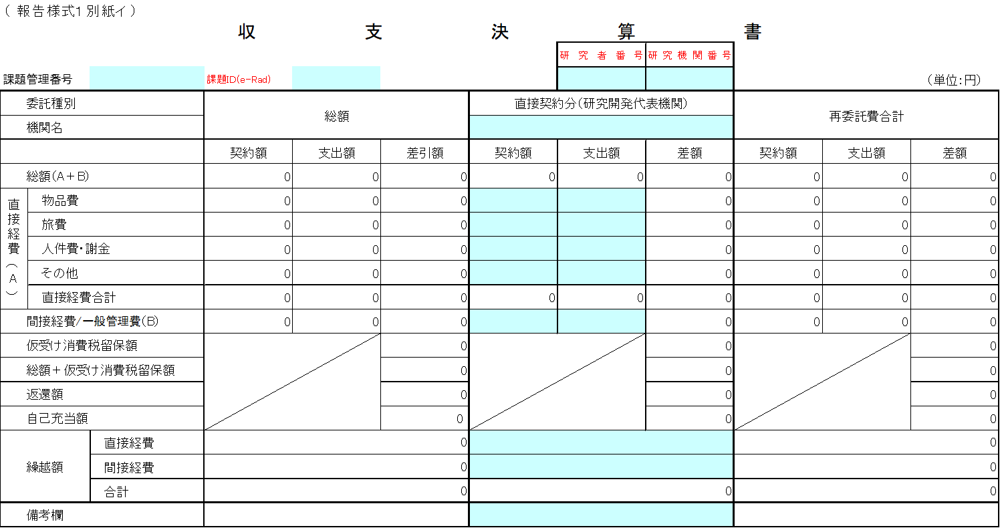 （ 報告様式1 別紙イ ）
収 支 決 算 書
研究者番号 研究機関番号
課題管理番号 課題ID(e-Rad) （単位：円）
委託種別 総額 直接契約分（研究開発代表機関） 再委託費合計
機関名
契約額 支出額 差引額 契約額 支出額 差額 契約額 支出額 差額
総額（A＋B） 0 0 0 0 0 0 0 0 0
直接経費（A）
物品費 0 0 0 0 0 0 0
旅費 0 0 0 0 0 0 0
人件費・謝金 0 0 0 0 0 0 0
その他 0 0 0 0 0 0 0
直接経費合計 0 0 0 0 0 0 0 0 0
間接経費/一般管理費（B） 0 0 0 0 0 0 0
仮受け消費税留保額 0 0 0
総額＋仮受け消費税留保額 0 0 0
返還額 0 0 0
自己充当額 0 0 0
繰越額
直接経費 0 0
間接経費 0 0
合計 0 0 0
備考欄